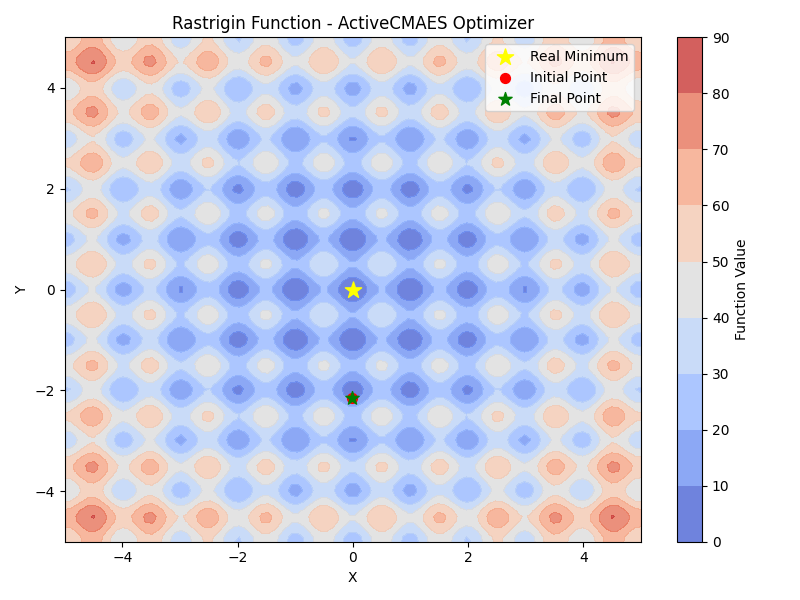 Rastrigin Function - ActiveCMAES Optimizer
Real Minimum
Initial Point
Final Point
4
2
0
−2
−4
Y
−4
−2
0
2
4
X
90
80
70
60
50
40
30
20
10
0
Function Value